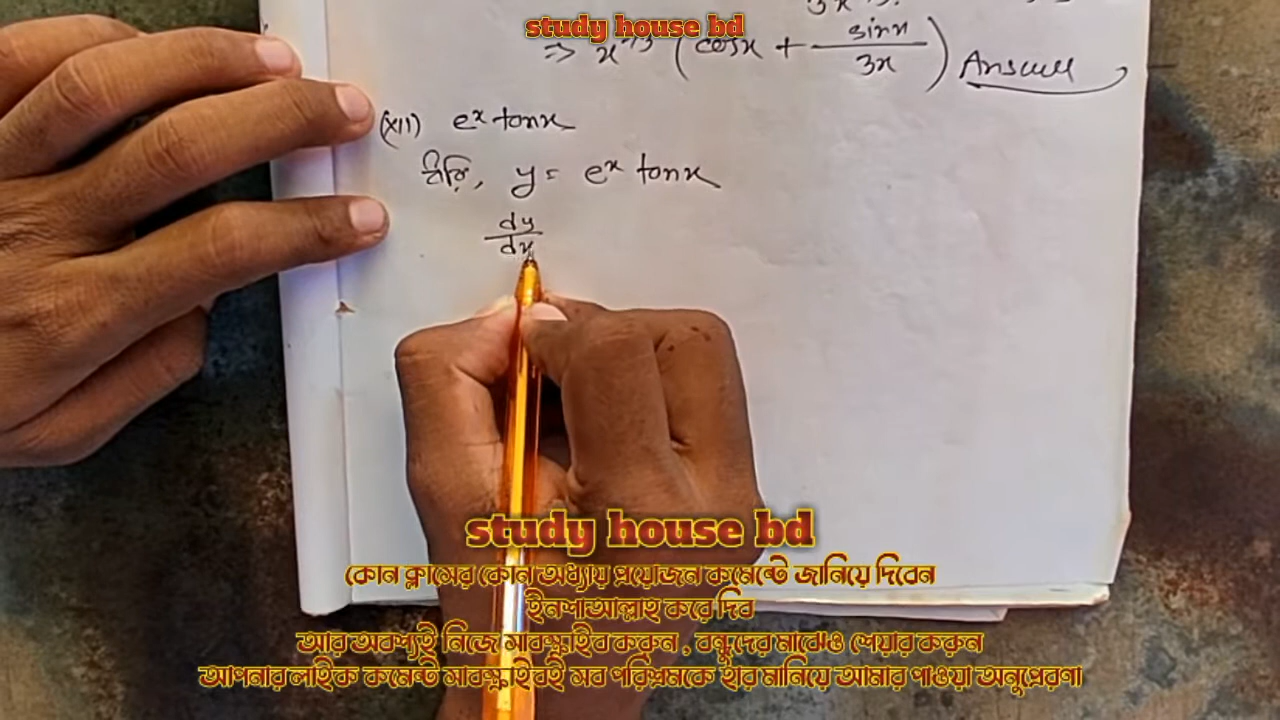 study house bd
⇒ x (cosx + sinx / 3x) Answer
(XII) eˣ tanx
ধরি, y = eˣ tanx
dy
dx
study house bd
কোন ক্লাসের কোন অধ্যায় প্রয়োজন কমেন্টে জানিয়ে দিবেন
ইনশাআল্লাহ করে দিব
আর অবশ্যই নিজে সাবস্ক্রাইব করুন , বন্ধুদের মাঝেও শেয়ার করুন
আপনার লাইক কমেন্ট সাবস্ক্রাইবই সব পরিশ্রমকে হার মানিয়ে আমার পাওয়া অনুপ্রেরণা